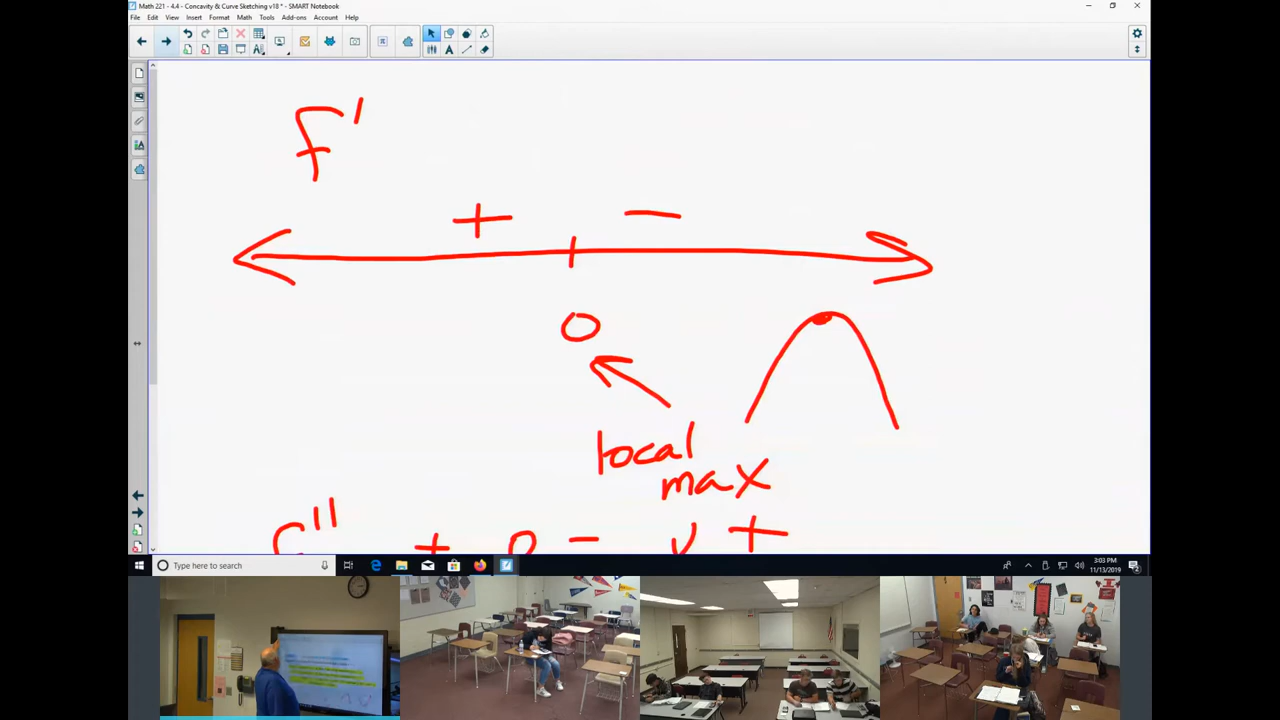 Math 221 - 4.4 - Concavity & Curve Sketching v18 * - SMART Notebook
File Edit View Insert Format Math Tools Add-ons Account Help
f'
+ −
0
local
max
f'' + 0 − +
Type here to search
3:03 PM
11/13/2019